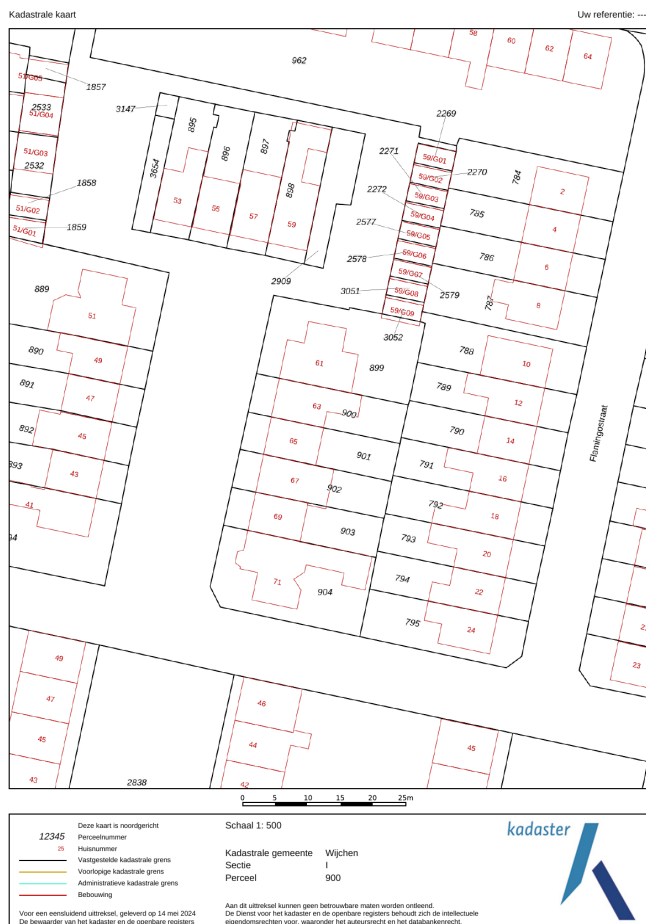 Kadastrale kaart
Uw referentie: ---
58
60
62
64
962
51/G05
1857
2533
51/G04
3147
2269
895
896
897
898
3654
51/G03
2532
2271
59/G01
2270
784
59/G02
2
1858
2272
59/G03
51/G02
53
55
57
59
2577
59/G04
785
4
1859
51/G01
59/G05
2578
59/G06
786
6
59/G07
2909
3051
59/G08
2579
787
8
889
59/G09
3052
51
61
899
788
10
890
49
789
12
891
47
63
900
790
14
892
45
65
901
791
16
893
43
67
902
792
18
41
69
903
793
20
71
904
794
22
795
24
Flamingostraat
23
49
47
45
43
46
44
42
45
2838
0 5 10 15 20 25m
Deze kaart is noordgericht
12345 Perceelnummer
25 Huisnummer
Vastgestelde kadastrale grens
Voorlopige kadastrale grens
Administratieve kadastrale grens
Bebouwing
Schaal 1: 500
Kadastrale gemeente Wijchen
Sectie I
Perceel 900
kadaster
Voor een eensluidend uittreksel, geleverd op 14 mei 2024
De bewaarder van het kadaster en de openbare registers
Aan dit uittreksel kunnen geen betrouwbare maten worden ontleend.
De Dienst voor het kadaster en de openbare registers behoudt zich de intellectuele
eigendomsrechten voor, waaronder het auteursrecht en het databankenrecht.